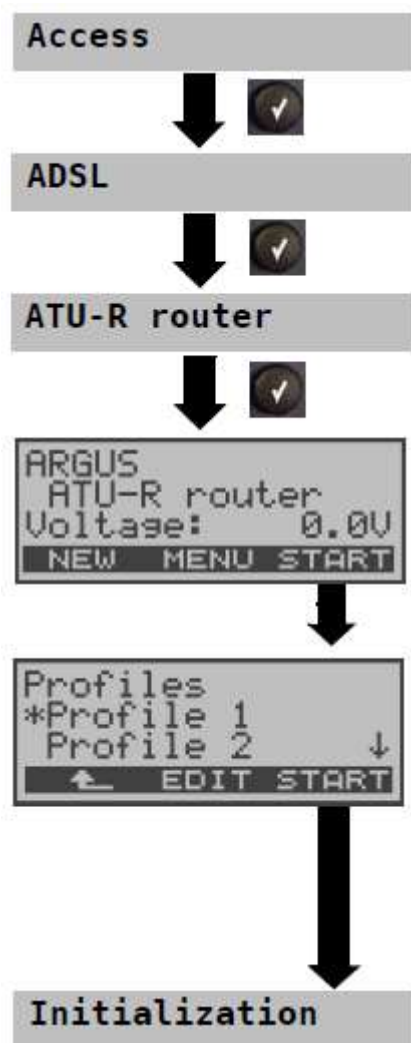 Access
ADSL
ATU-R router
ARGUS
ATU-R router
Voltage: 0.0V
NEW MENU START
Profiles
*Profile 1
Profile 2 ↓
EDIT START
Initialization